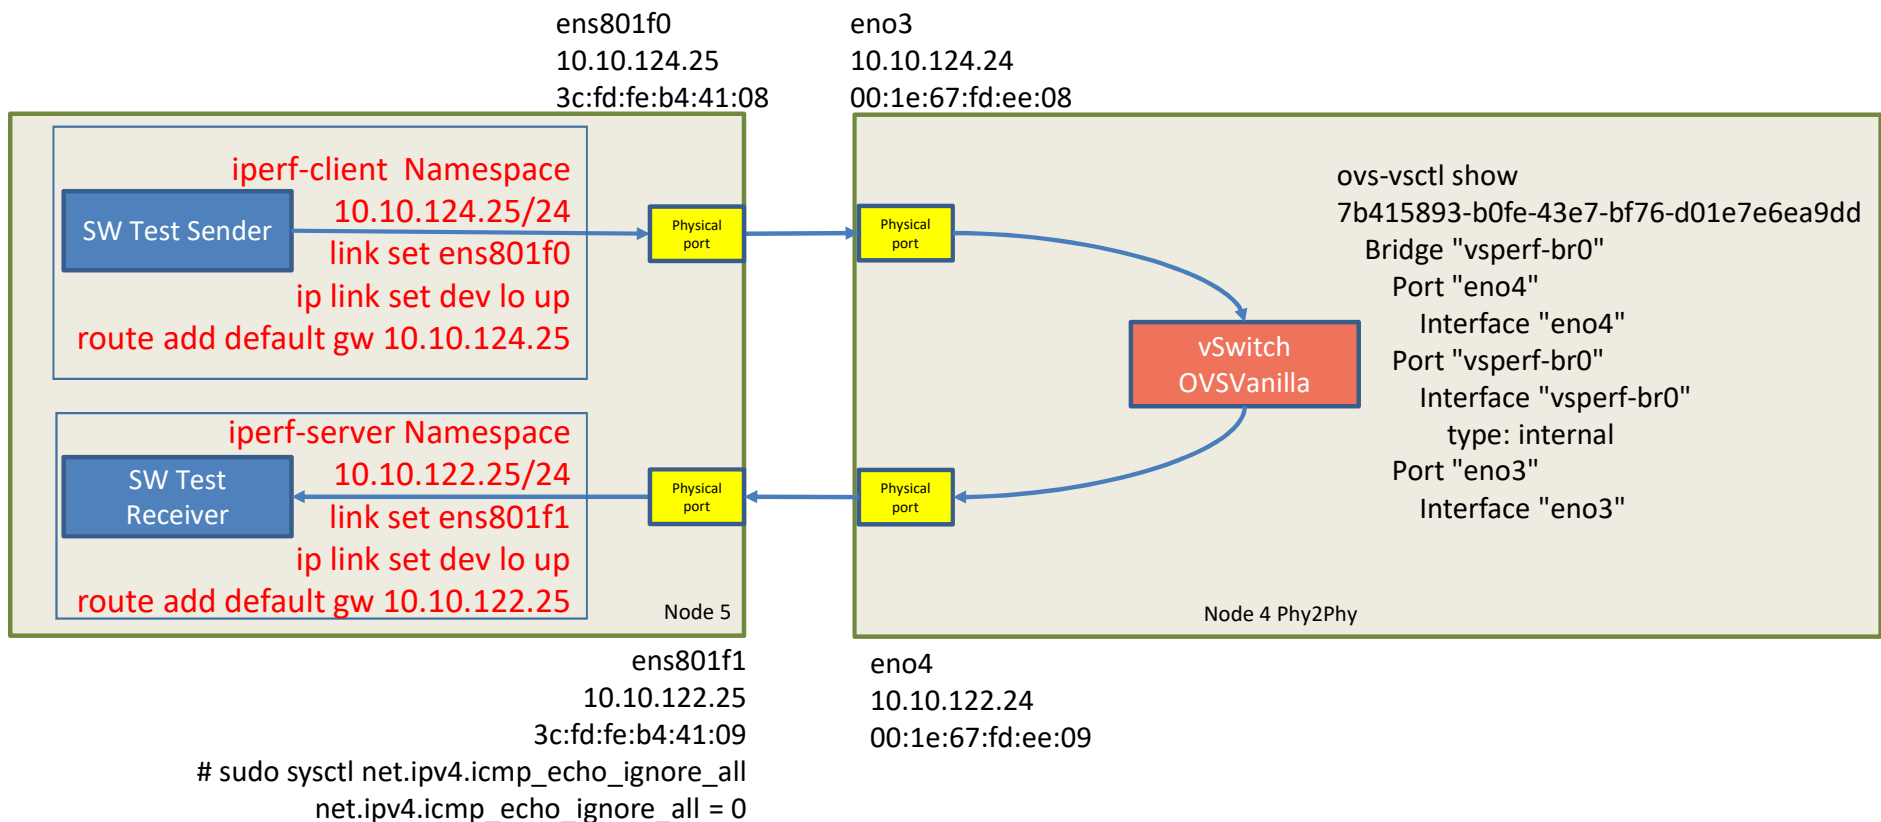 ens801f0
10.10.124.25
3c:fd:fe:b4:41:08
eno3
10.10.124.24
00:1e:67:fd:ee:08
iperf-client Namespace
10.10.124.25/24
link set ens801f0
ip link set dev lo up
route add default gw 10.10.124.25
SW Test Sender
Physical
port
Physical
port
iperf-server Namespace
10.10.122.25/24
link set ens801f1
ip link set dev lo up
route add default gw 10.10.122.25
SW Test
Receiver
Physical
port
Physical
port
Node 5
vSwitch
OVSVanilla
ovs-vsctl show
7b415893-b0fe-43e7-bf76-d01e7e6ea9dd
Bridge "vsperf-br0"
Port "eno4"
Interface "eno4"
Port "vsperf-br0"
Interface "vsperf-br0"
type: internal
Port "eno3"
Interface "eno3"
Node 4 Phy2Phy
ens801f1
10.10.122.25
3c:fd:fe:b4:41:09
# sudo sysctl net.ipv4.icmp_echo_ignore_all
net.ipv4.icmp_echo_ignore_all = 0
eno4
10.10.122.24
00:1e:67:fd:ee:09